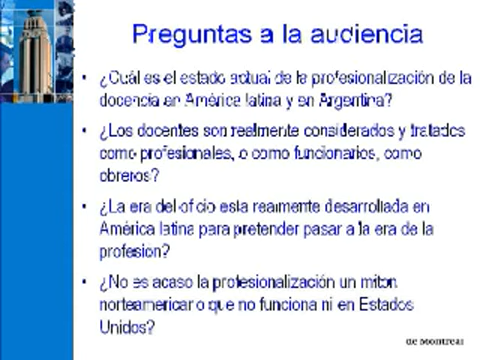 Preguntas a la audiencia
• ¿Cuál es el estado actual de la profesionalización de la
docencia en América latina y en Argentina?
• ¿Los docentes son realmente considerados y tratados
como profesionales, o como funcionarios, como
obreros?
• ¿La era del oficio esta realmente desarrollada en
América latina para pretender pasar a la era de la
profesion?
• ¿No es acaso la profesionalización un miton
norteamericano que no funciona ni en Estados
Unidos?
de Montréal